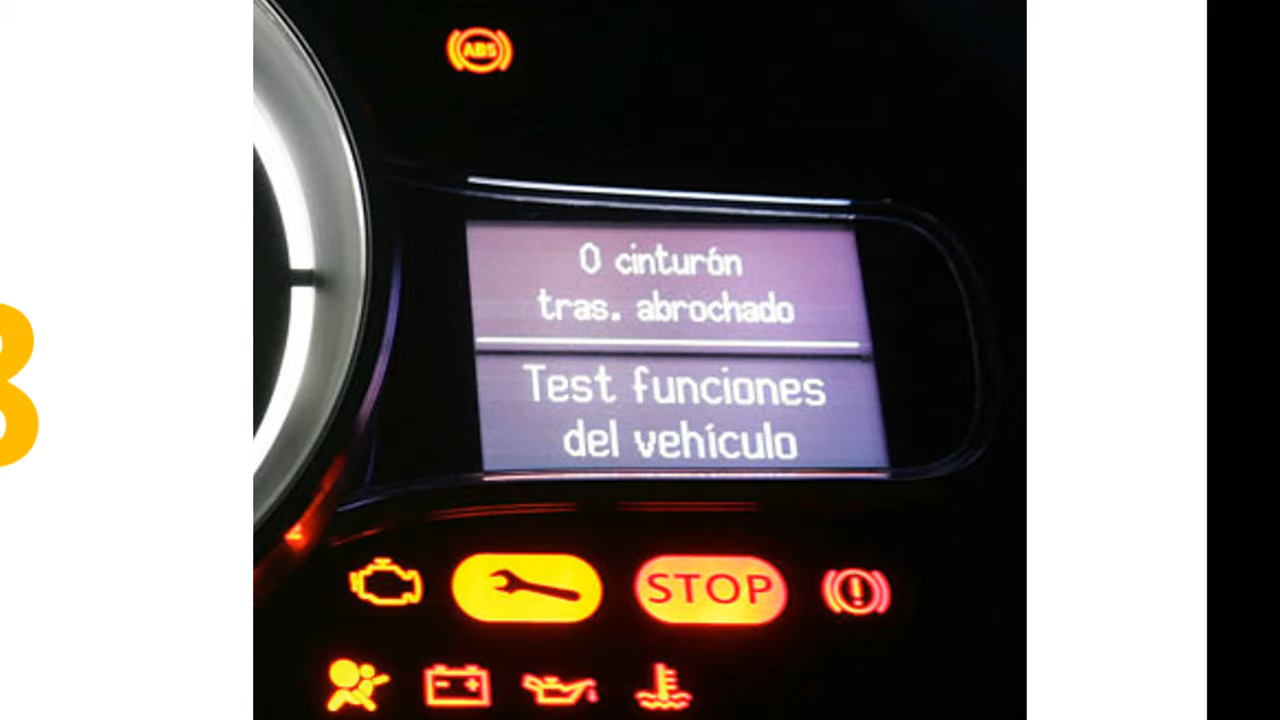 ABS
0 cinturón
tras. abrochado
Test funciones
del vehículo
STOP